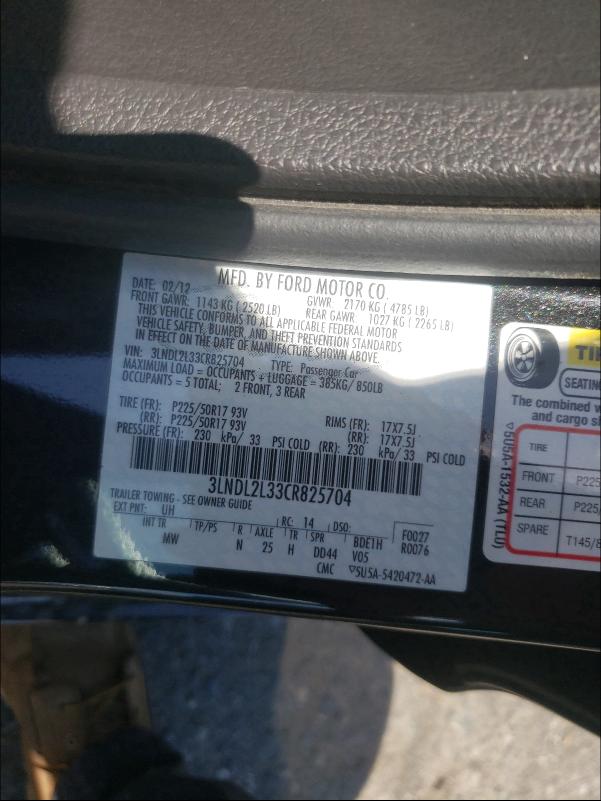 MFD. BY FORD MOTOR CO.
DATE: 02/12 GVWR: 2170 KG ( 4785 LB)
FRONT GAWR: 1143 KG ( 2520 LB) REAR GAWR: 1027 KG ( 2265 LB)
THIS VEHICLE CONFORMS TO ALL APPLICABLE FEDERAL MOTOR
VEHICLE SAFETY, BUMPER, AND THEFT PREVENTION STANDARDS
IN EFFECT ON THE DATE OF MANUFACTURE SHOWN ABOVE.
VIN: 3LNDL2L33CR825704 TYPE: Passenger Car
MAXIMUM LOAD = OCCUPANTS + LUGGAGE = 385KG/ 850LB
OCCUPANTS = 5 TOTAL; 2 FRONT, 3 REAR
TIRE (FR): P225/50R17 93V RIMS (FR): 17X7.5J
(RR): P225/50R17 93V (RR): 17X7.5J
PRESSURE (FR): 230 kPa/ 33 PSI COLD (RR): 230 kPa/ 33 PSI COLD
3LNDL2L33CR825704
TRAILER TOWING - SEE OWNER GUIDE
EXT PNT: UH RC: 14 DSO:
INT TR TP/PS R AXLE TR SPR BDE1H F0027
MW N 25 H DD44 V05 R0076
CMC ▽5U5A-5420472-AA
TI
SEATIN
The combined w
and cargo s
▽5U5A-1532-AA (TLU)
TIRE
FRONT P225
REAR P225
SPARE T145/8